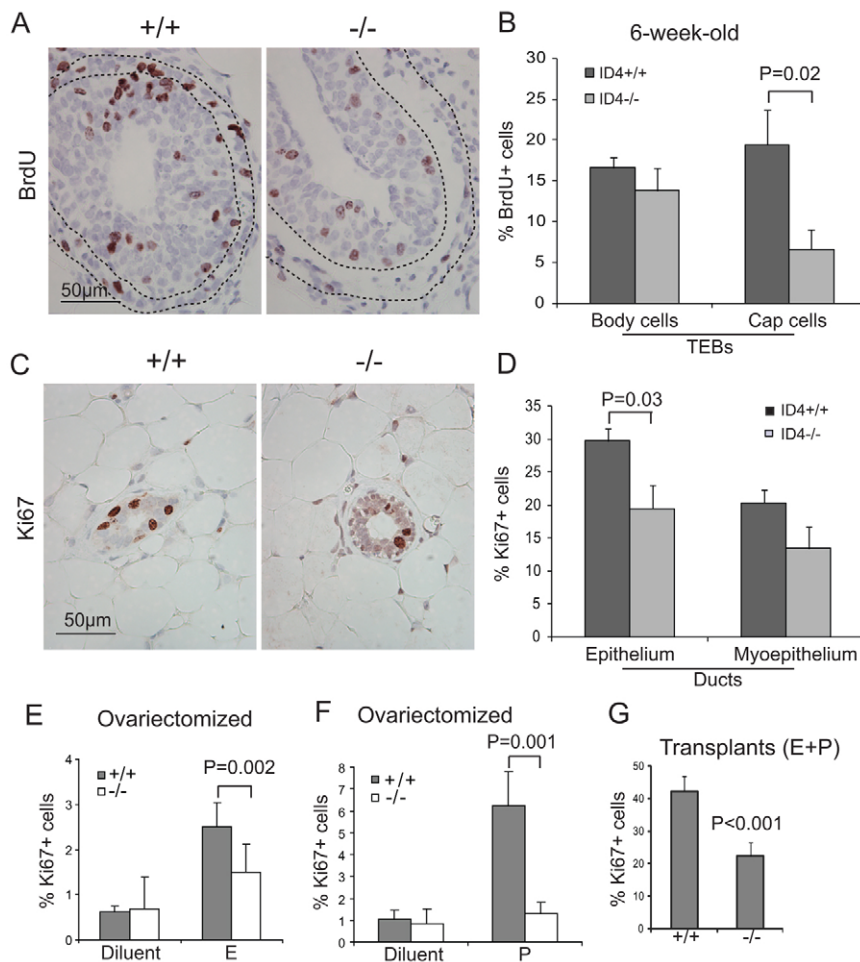 A
+/+
-/-
BrdU
50µm
B
6-week-old
ID4+/+
ID4-/-
P=0.02
% BrdU+ cells
35
30
25
20
15
10
5
0
Body cells
Cap cells
TEBs
C
+/+
-/-
Ki67
50µm
D
ID4+/+
ID4-/-
P=0.03
% Ki67+ cells
35
30
25
20
15
10
5
0
Epithelium
Myoepithelium
Ducts
E
Ovariectomized
+/+
-/-
P=0.002
% Ki67+ cells
4
3
2
1
0
Diluent
E
F
Ovariectomized
+/+
-/-
P=0.001
% Ki67+ cells
8
7
6
5
4
3
2
1
0
Diluent
P
G
Transplants (E+P)
P<0.001
% Ki67+ cells
50
40
30
20
10
0
+/+
-/-